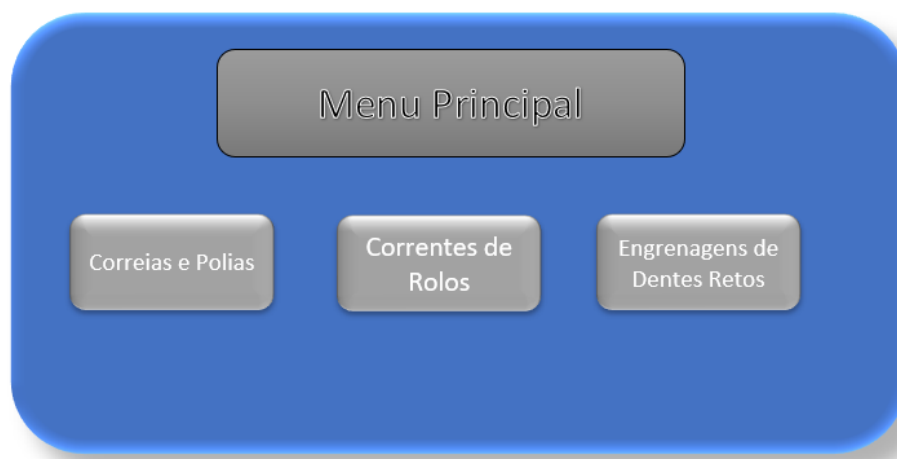 Menu Principal
Correias e Polias
Correntes de
Rolos
Engrenagens de
Dentes Retos